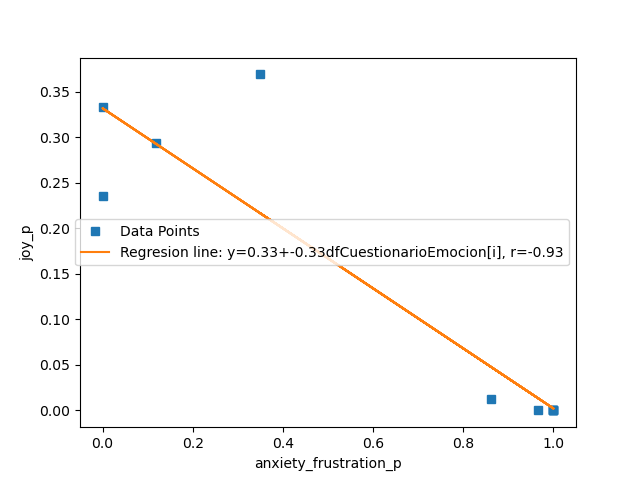 0.35
0.30
0.25
0.20
0.15
0.10
0.05
0.00
joy_p
Data Points
Regresion line: y=0.33+-0.33dfCuestionarioEmocion[i], r=-0.93
0.0 0.2 0.4 0.6 0.8 1.0
anxiety_frustration_p